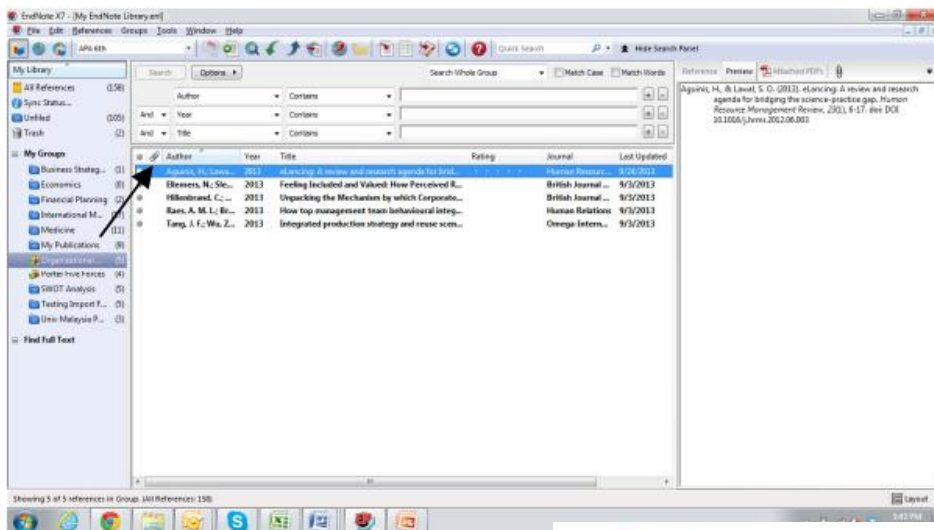 EndNote X7 - [My EndNote Library.enl]
File Edit References Groups Tools Window Help
APA 6th
Quick Search
Hide Search Panel
My Library
Search
Options
Search Whole Group
Match Case
Match Words
Reference
Preview
Attached PDFs
All References (158)
Sync Status...
Unfiled (105)
Trash (2)
Author Contains
And Year Contains
And Title Contains
My Groups
Business Strateg... (1)
Economics
Financial Planning (2)
International M...
Medicine (11)
My Publications
Organizational... (5)
Porter Five Forces (4)
SWOT Analysis (5)
Testing Import F... (5)
Univ Malaysia P... (3)
Find Full Text
Author Year Title Rating Journal Last Updated
Aguinis, H.; Lawa... 2013 eLancing: A review and research agenda for brid... Human Resourc... 9/24/2013
Ellemers, N.; Sle... 2013 Feeling Included and Valued: How Perceived R... British Journal ... 9/3/2013
Hillenbrand, C.; ... 2013 Unpacking the Mechanism by which Corporate... British Journal ... 9/3/2013
Raes, A. M. L.; Br... 2013 How top management team behavioural integ... Human Relations 9/3/2013
Tang, J. F.; Wu, Z... 2013 Integrated production strategy and reuse scen... Omega-Intern... 9/3/2013
Aguinis, H., & Lawal, S. O. (2013). eLancing: A review and research
agenda for bridging the science-practice gap. Human
Resource Management Review, 23(1), 6-17. doi: DOI
10.1016/j.hrmr.2012.06.003
Showing 5 of 5 references in Group. (All References: 158)
Layout
5:43 PM